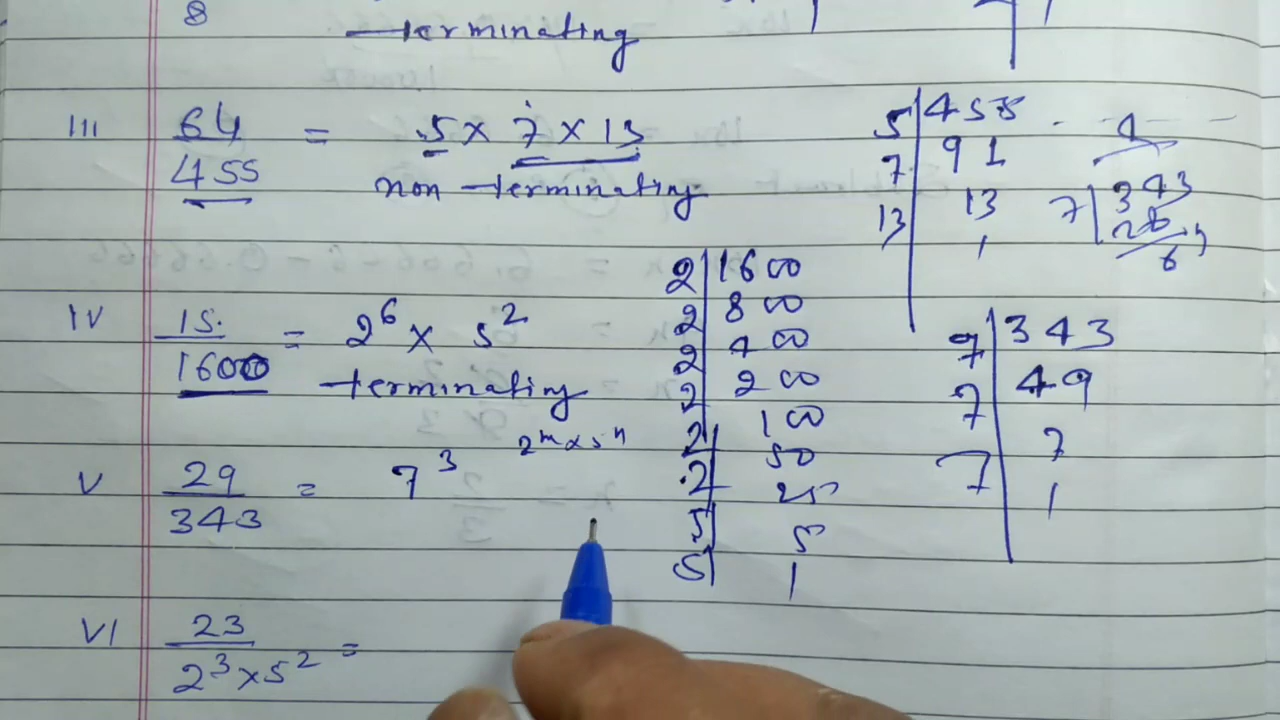 8
terminating
III 64/455 = 5 × 7 × 13
non-terminating
5 | 455
7 | 91
13 | 13
1
7 | 343
28
6
IV 15/1600 = 2^6 × 5^2
terminating
2^m × 5^n
2 | 1600
2 | 800
2 | 400
2 | 200
2 | 100
2 | 50
5 | 25
5 | 5
1
7 | 343
7 | 49
7 | 7
1
V 29/343 = 7^3
VI 23/2^3×5^2 =